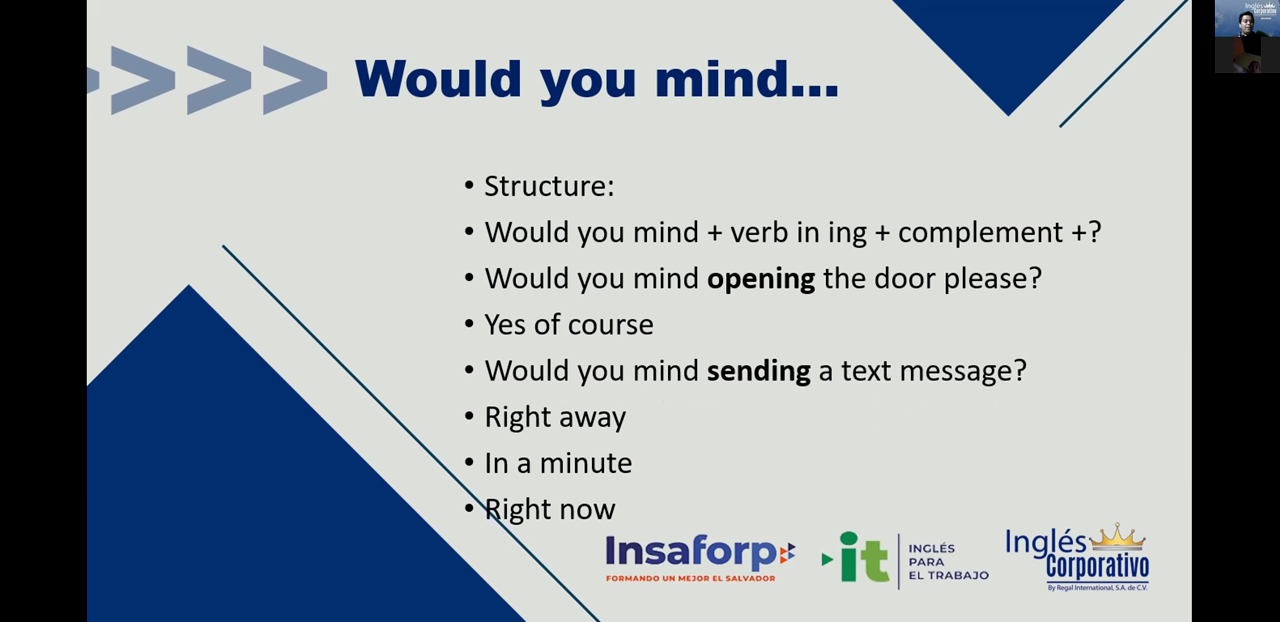 Would you mind...
• Structure:
• Would you mind + verb in ing + complement +?
• Would you mind opening the door please?
• Yes of course
• Would you mind sending a text message?
• Right away
• In a minute
• Right now
Insaforp
FORMANDO UN MEJOR EL SALVADOR
it
INGLÉS
PARA
EL TRABAJO
Inglés
Corporativo
By Regal International, S.A. de C.V.
Inglés
Corporativo